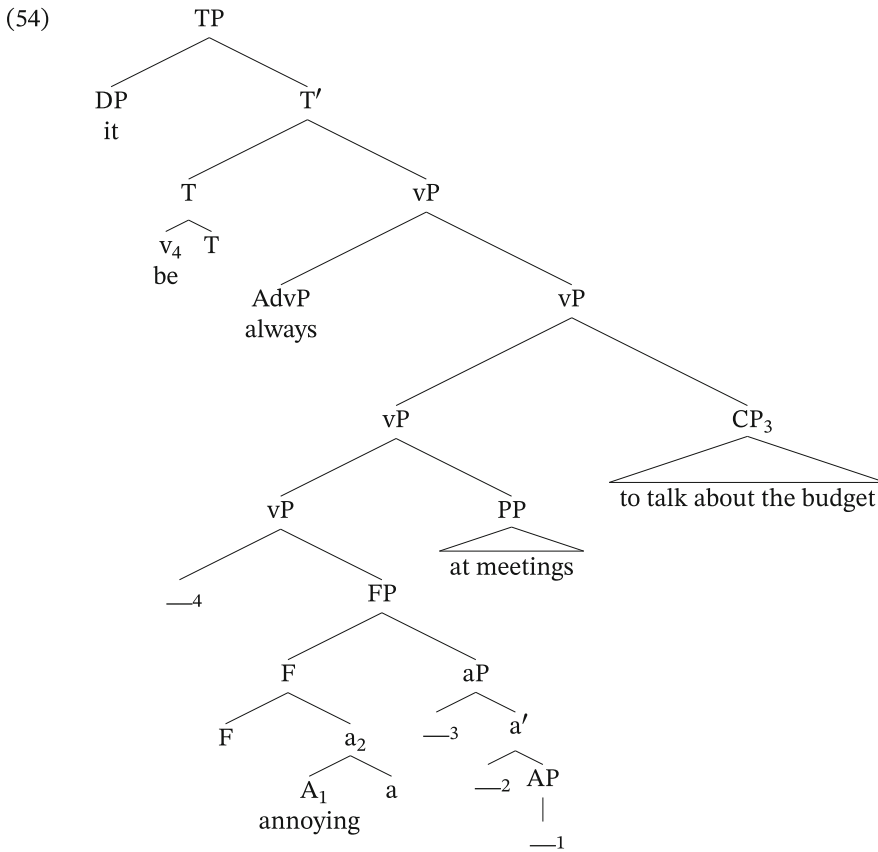 (54) TP
DP T′
it
T vP
v4 T
be
AdvP vP
always
vP CP3
to talk about the budget
vP PP
at meetings
—4 FP
F aP
F a2 —3 a′
A1 a —2 AP
annoying
—1